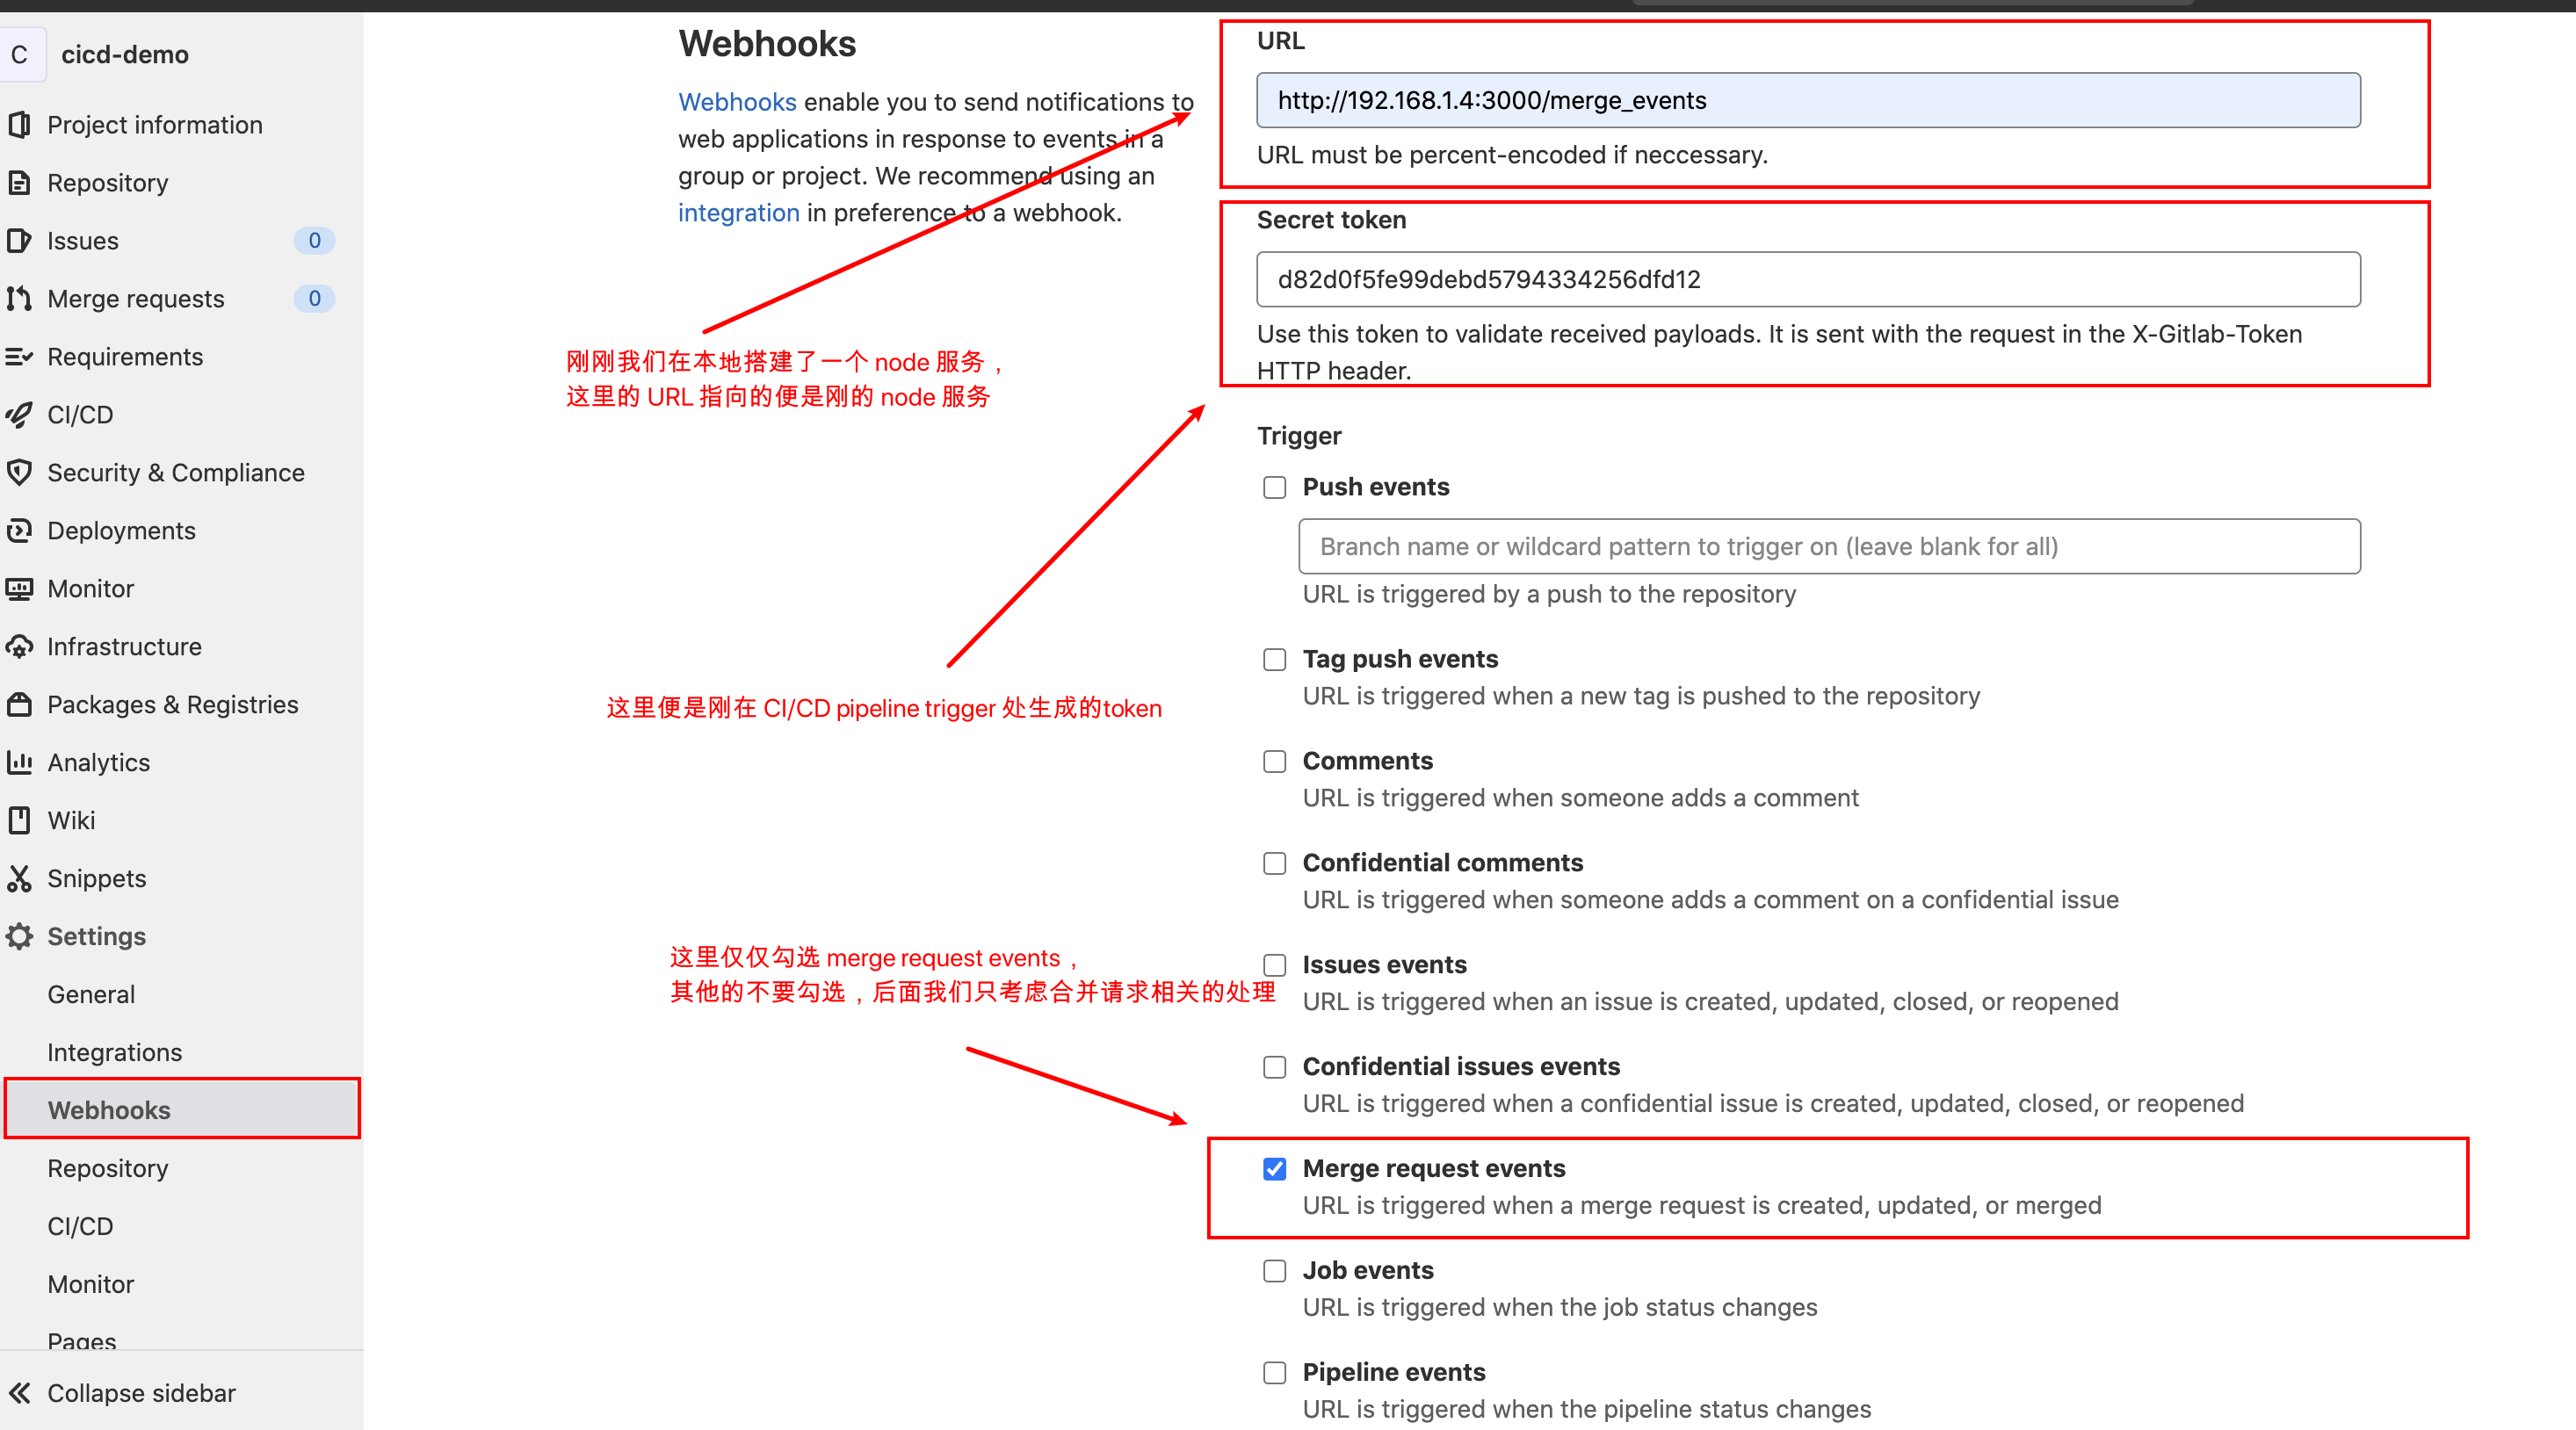 C cicd-demo
Project information
Repository
Issues 0
Merge requests 0
Requirements
CI/CD
Security & Compliance
Deployments
Monitor
Infrastructure
Packages & Registries
Analytics
Wiki
Snippets
Settings
General
Integrations
Webhooks
Repository
CI/CD
Monitor
Pages
Collapse sidebar
Webhooks
Webhooks enable you to send notifications to
web applications in response to events in a
group or project. We recommend using an
integration in preference to a webhook.
刚刚我们在本地搭建了一个 node 服务，
这里的 URL 指向的便是刚的 node 服务
这里便是刚在 CI/CD pipeline trigger 处生成的token
这里仅仅勾选 merge request events，
其他的不要勾选，后面我们只考虑合并请求相关的处理
URL
http://192.168.1.4:3000/merge_events
URL must be percent-encoded if neccessary.
Secret token
d82d0f5fe99debd5794334256dfd12
Use this token to validate received payloads. It is sent with the request in the X-Gitlab-Token
HTTP header.
Trigger
Push events
Branch name or wildcard pattern to trigger on (leave blank for all)
URL is triggered by a push to the repository
Tag push events
URL is triggered when a new tag is pushed to the repository
Comments
URL is triggered when someone adds a comment
Confidential comments
URL is triggered when someone adds a comment on a confidential issue
Issues events
URL is triggered when an issue is created, updated, closed, or reopened
Confidential issues events
URL is triggered when a confidential issue is created, updated, closed, or reopened
Merge request events
URL is triggered when a merge request is created, updated, or merged
Job events
URL is triggered when the job status changes
Pipeline events
URL is triggered when the pipeline status changes